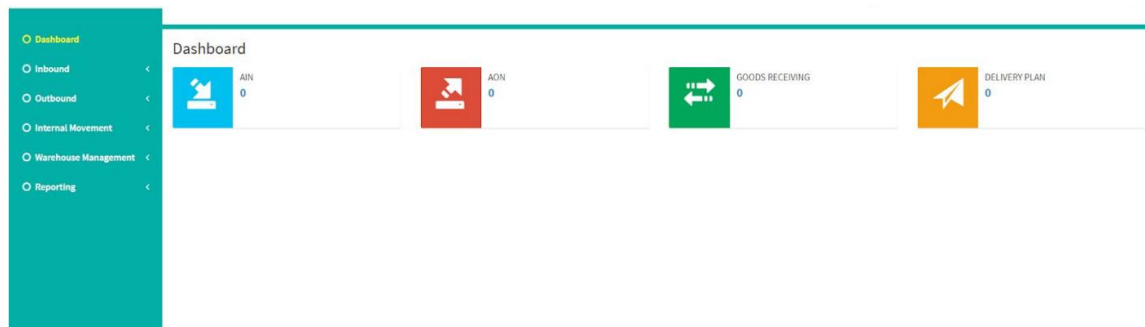 Dashboard
Inbound
Outbound
Internal Movement
Warehouse Management
Reporting
Dashboard
AIN
0
AON
0
GOODS RECEIVING
0
DELIVERY PLAN
0